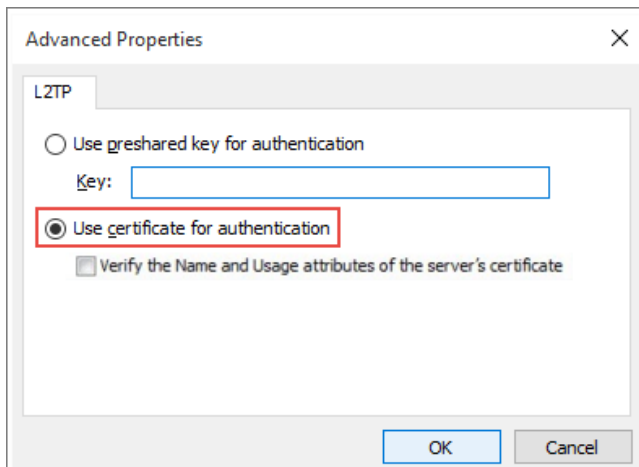 Advanced Properties
L2TP
Use preshared key for authentication
Key:
Use certificate for authentication
Verify the Name and Usage attributes of the server's certificate
OK Cancel